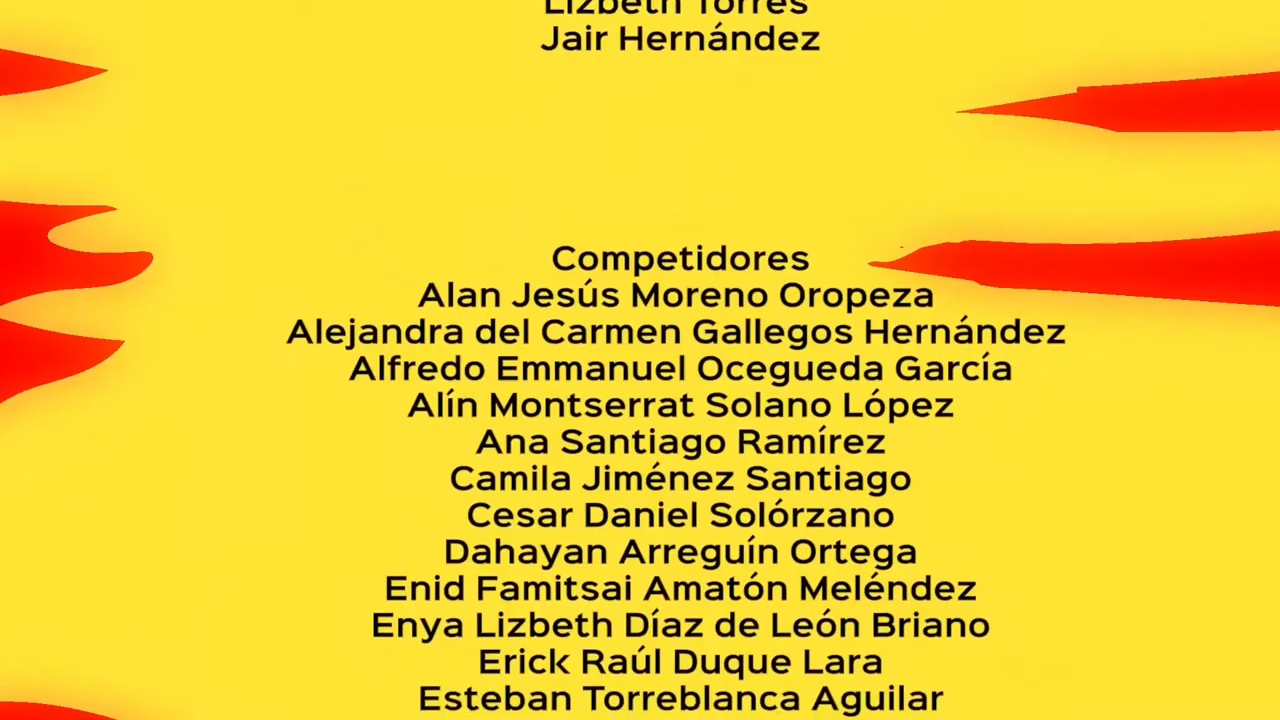 Lizbeth Torres
Jair Hernández
Competidores
Alan Jesús Moreno Oropeza
Alejandra del Carmen Gallegos Hernández
Alfredo Emmanuel Ocegueda García
Alín Montserrat Solano López
Ana Santiago Ramírez
Camila Jiménez Santiago
Cesar Daniel Solórzano
Dahayan Arreguín Ortega
Enid Famitsai Amatón Meléndez
Enya Lizbeth Díaz de León Briano
Erick Raúl Duque Lara
Esteban Torreblanca Aguilar